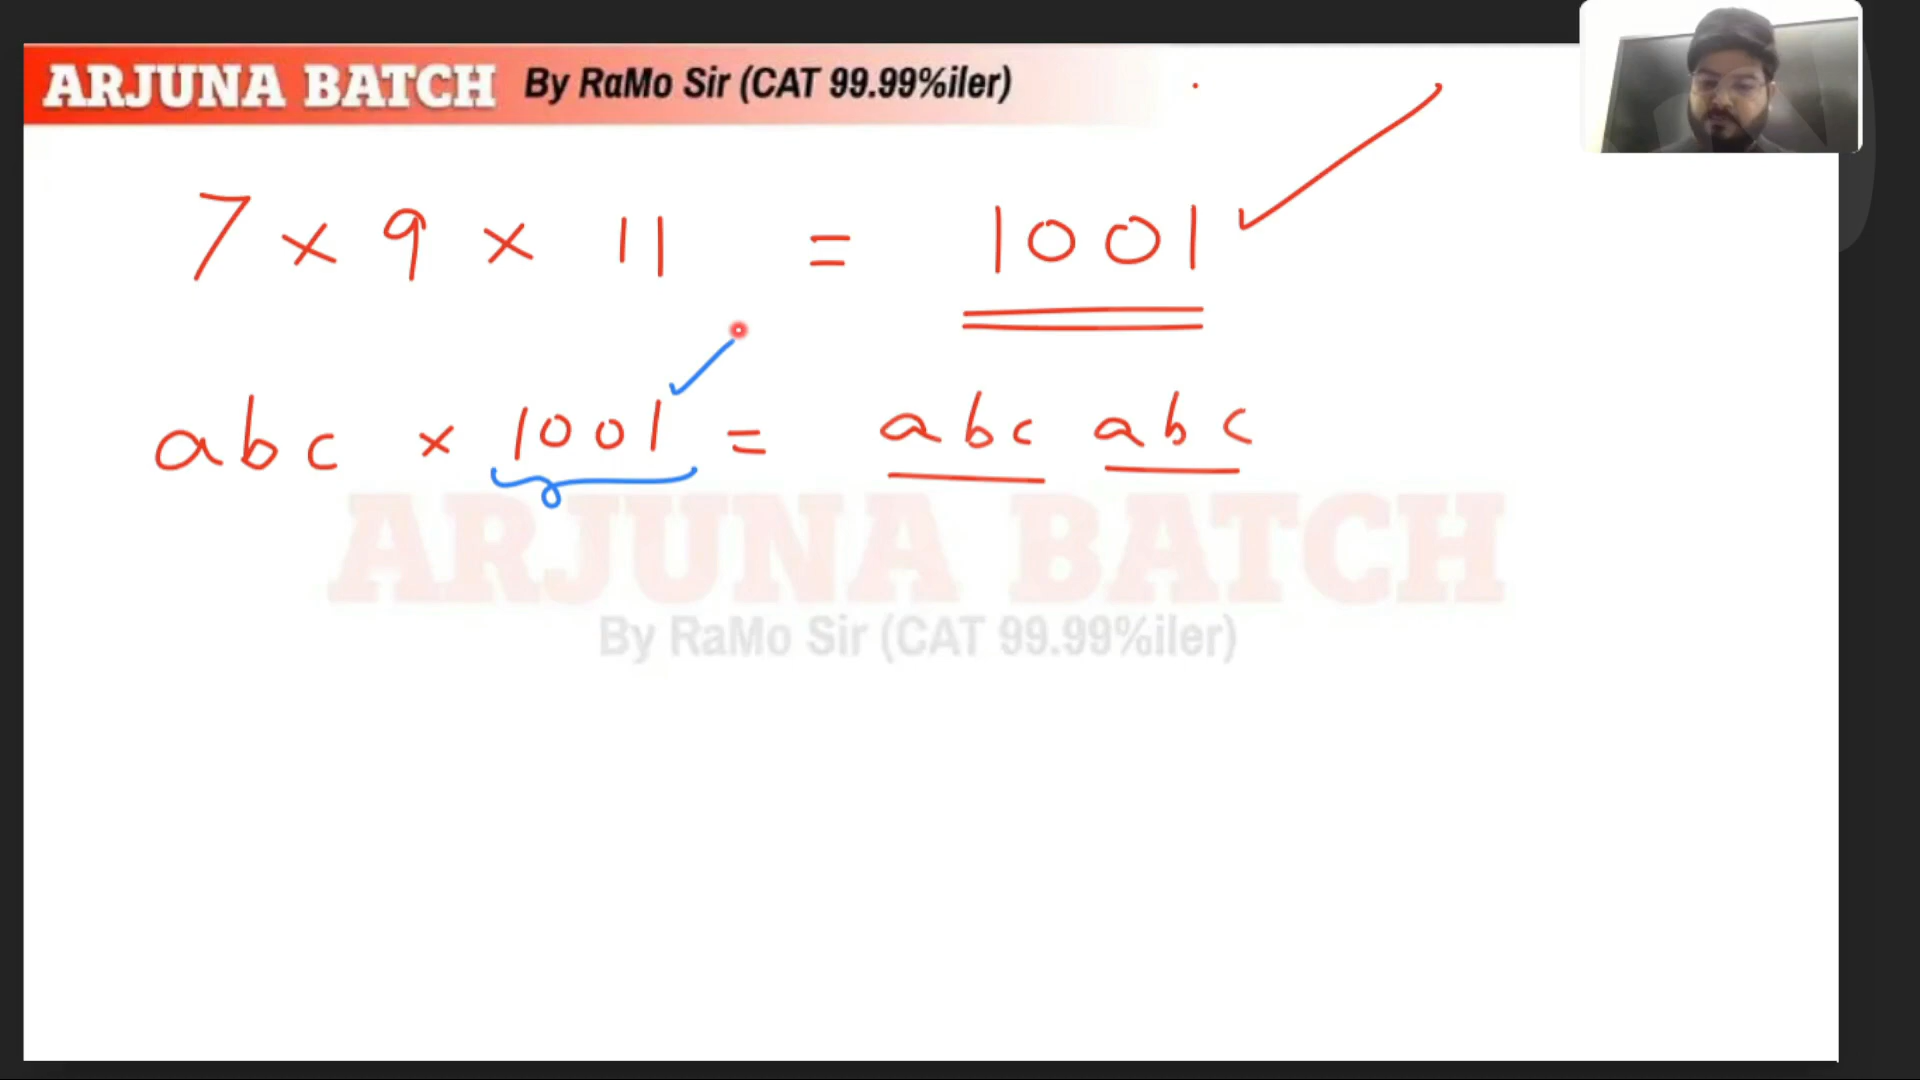 ARJUNA BATCH By RaMo Sir (CAT 99.99%iler)
7 × 9 × 11 = 1001
abc × 1001 = abc abc
ARJUNA BATCH
By RaMo Sir (CAT 99.99%iler)